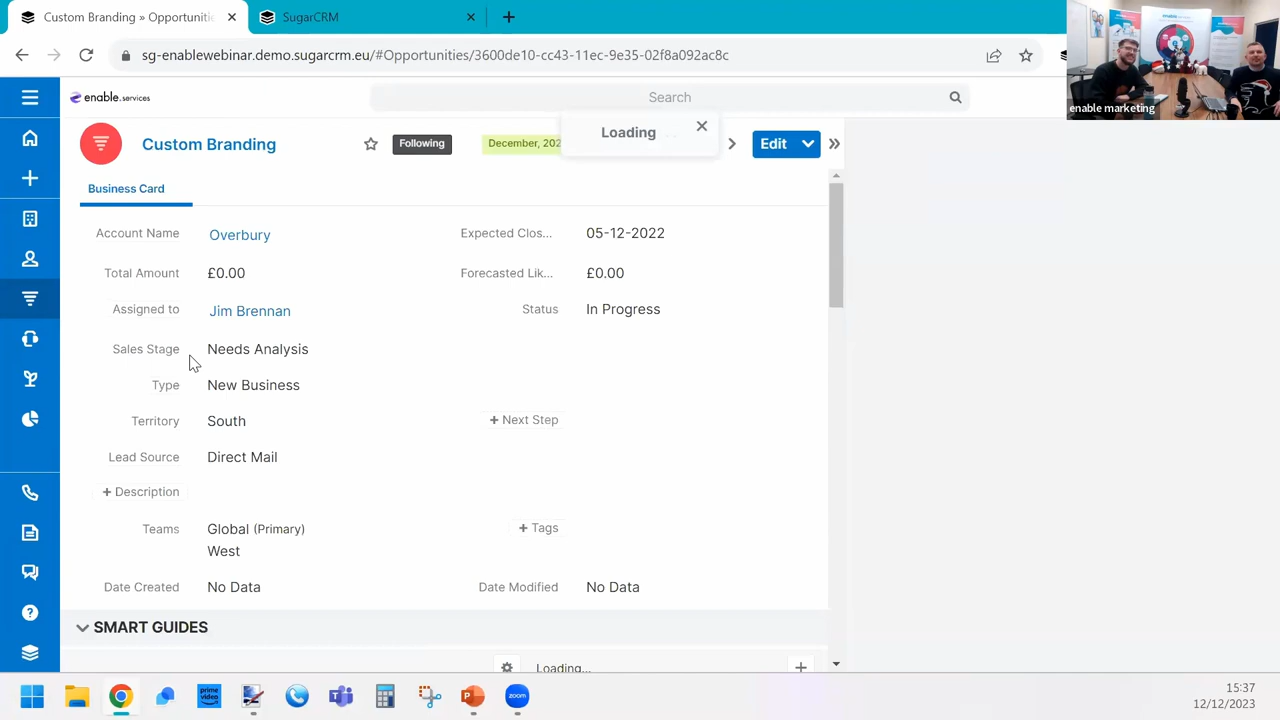 Custom Branding » Opportuniti
SugarCRM
sg-enablewebinar.demo.sugarcrm.eu/#Opportunities/3600de10-cc43-11ec-9e35-02f8a092ac8c
enable.services
Search
enable marketing
Loading
Custom Branding
Following
December, 202
Edit
Business Card
Account Name Overbury Expected Clos... 05-12-2022
Total Amount £0.00 Forecasted Lik... £0.00
Assigned to Jim Brennan Status In Progress
Sales Stage Needs Analysis
Type New Business
Territory South + Next Step
Lead Source Direct Mail
+ Description
Teams Global (Primary) + Tags
West
Date Created No Data Date Modified No Data
SMART GUIDES
Loading...
prime video
zoom
15:37
12/12/2023